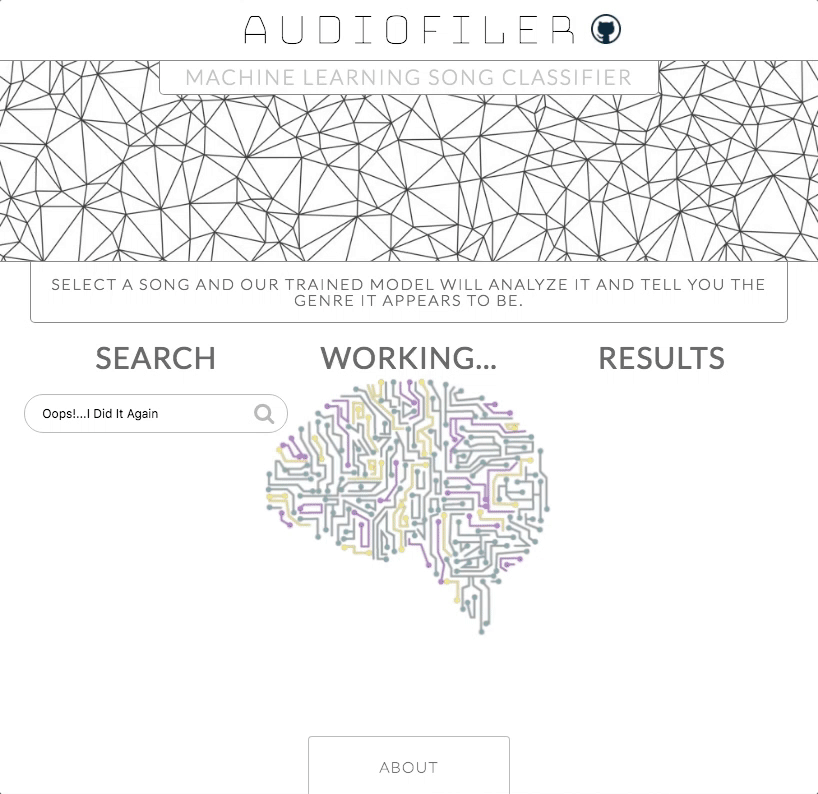 AUDIOFILER
MACHINE LEARNING SONG CLASSIFIER
SELECT A SONG AND OUR TRAINED MODEL WILL ANALYZE IT AND TELL YOU THE
GENRE IT APPEARS TO BE.
SEARCH
WORKING...
RESULTS
Oops!...I Did It Again
ABOUT